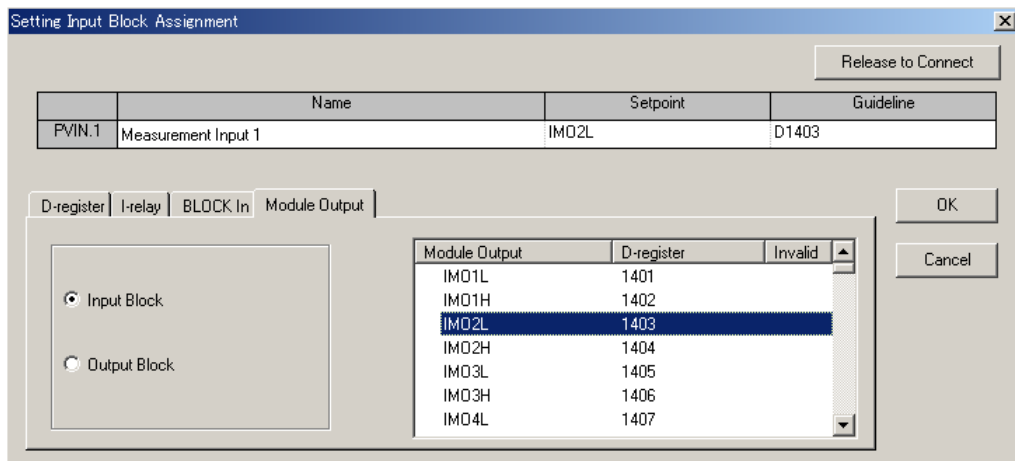 Setting Input Block Assignment
Release to Connect
Name Setpoint Guideline
PVIN.1 Measurement Input 1 IMO2L D1403
D-register I-relay BLOCK In Module Output
OK
Cancel
Input Block
Output Block
Module Output D-register Invalid
IMO1L 1401
IMO1H 1402
IMO2L 1403
IMO2H 1404
IMO3L 1405
IMO3H 1406
IMO4L 1407